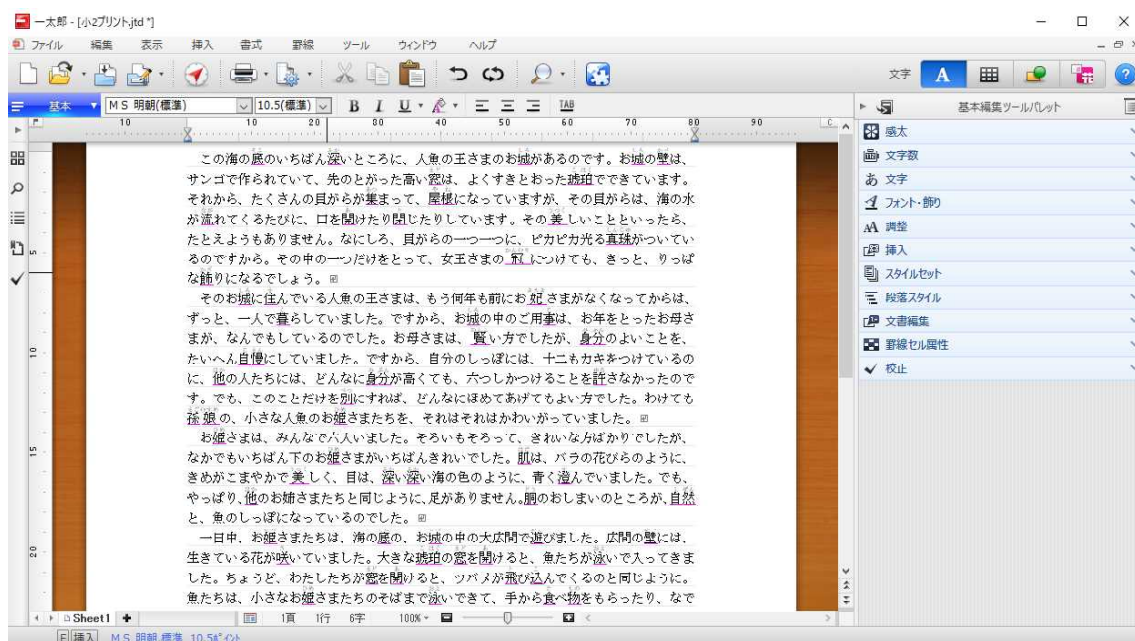 一太郎 - [小2プリント.jtd *]
ファイル 編集 表示 挿入 書式 罫線 ツール ウィンドウ ヘルプ
文字 A
基本 ＭＳ 明朝(標準) 10.5(標準) B I U TAB
基本編集ツールパレット
10 10 20 30 40 50 60 70 80 90
感太
文字数
あ 文字
フォント・飾り
調整
挿入
スタイルセット
段落スタイル
文書編集
罫線セル属性
校正
この海の底のいちばん深いところに、人魚の王さまのお城があるのです。お城の壁は、
サンゴで作られていて、先のとがった高い窓は、よくすきとおった琥珀でできています。
それから、たくさんの貝がらが集まって、屋根になっていますが、その貝がらは、海の水
が流れてくるたびに、口を開けたり閉じたりしています。その美しいことといったら、
たとえようもありません。なにしろ、貝がらの一つ一つに、ピカピカ光る真珠がついてい
るのですから。その中の一つだけをとって、女王さまの冠につけても、きっと、りっぱ
な飾りになるでしょう。
そのお城に住んでいる人魚の王さまは、もう何年も前にお妃さまがなくなってからは、
ずっと、一人で暮らしていました。ですから、お城の中のご用事は、お年をとったお母さ
まが、なんでもしているのでした。お母さまは、賢い方でしたが、身分のよいことを、
たいへん自慢にしていました。ですから、自分のしっぽには、十二もカキをつけているの
に、他の人たちには、どんなに身分が高くても、六つしかつけることを許さなかったので
す。でも、このことだけを別にすれば、どんなにほめてあげてもよい方でした。わけても
孫娘の、小さな人魚のお姫さまたちを、それはそれはかわいがっていました。
お姫さまは、みんなで六人いました。そろいもそろって、きれいな方ばかりでしたが、
なかでもいちばん下のお姫さまがいちばんきれいでした。肌は、バラの花びらのように、
きめがこまやかで美しく、目は、深い深い海の色のように、青く澄んでいました。でも、
やっぱり、他のお姉さまたちと同じように、足がありません。胴のおしまいのところが、自然
と、魚のしっぽになっているのでした。
一日中、お姫さまたちは、海の底の、お城の中の大広間で遊びました。広間の壁には、
生きている花が咲いていました。大きな琥珀の窓を開けると、魚たちが泳いで入ってきま
した。ちょうど、わたしたちが窓を開けると、ツバメが飛び込んでくるのと同じように。
魚たちは、小さなお姫さまたちのそばまで泳いできて、手から食べ物をもらったり、なで
5
10
15
20
Sheet1 1頁 1行 6字 100%
挿入 ＭＳ 明朝 標準 10.5ﾎﾟｲﾝﾄ